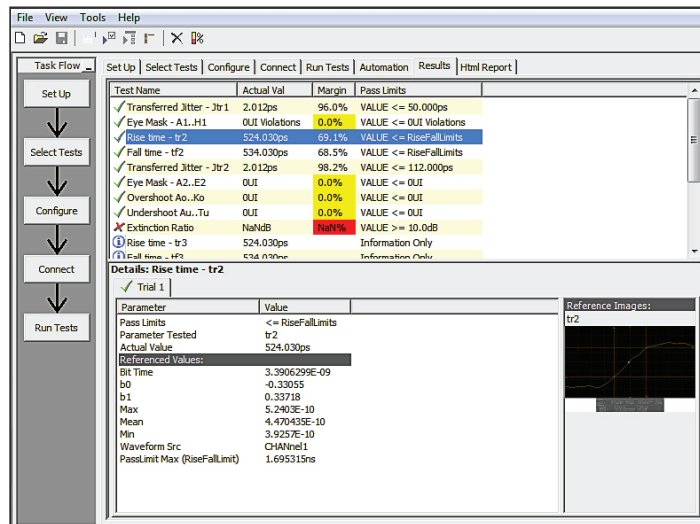 File View Tools Help
Task Flow
Set Up
Select Tests
Configure
Connect
Run Tests
Set Up Select Tests Configure Connect Run Tests Automation Results Html Report
Test Name Actual Val Margin Pass Limits
Transferred Jitter - Jtr1 2.012ps 96.0% VALUE <= 50.000ps
Eye Mask - A1..H1 0UI Violations 0.0% VALUE <= 0UI Violations
Rise time - tr2 524.030ps 69.1% VALUE <= RiseFallLimits
Fall time - tf2 534.030ps 68.5% VALUE <= RiseFallLimits
Transferred Jitter - Jtr2 2.012ps 98.2% VALUE <= 112.000ps
Eye Mask - A2..E2 0UI 0.0% VALUE <= 0UI
Overshoot Ao..Ko 0UI 0.0% VALUE <= 0UI
Undershoot Au..Tu 0UI 0.0% VALUE <= 0UI
Extinction Ratio NaNdB NaN% VALUE >= 10.0dB
Rise time - tr3 524.030ps Information Only
Fall time - tf3 534.030ps Information Only
Details: Rise time - tr2
Trial 1
Parameter Value
Pass Limits <= RiseFallLimits
Parameter Tested tr2
Actual Value 524.030ps
Referenced Values:
Bit Time 3.3906299E-09
b0 -0.33055
b1 0.33718
Max 5.2403E-10
Mean 4.470435E-10
Min 3.9257E-10
Waveform Src CHANnel1
PassLimit Max (RiseFallLimit) 1.695315ns
Reference Images:
tr2